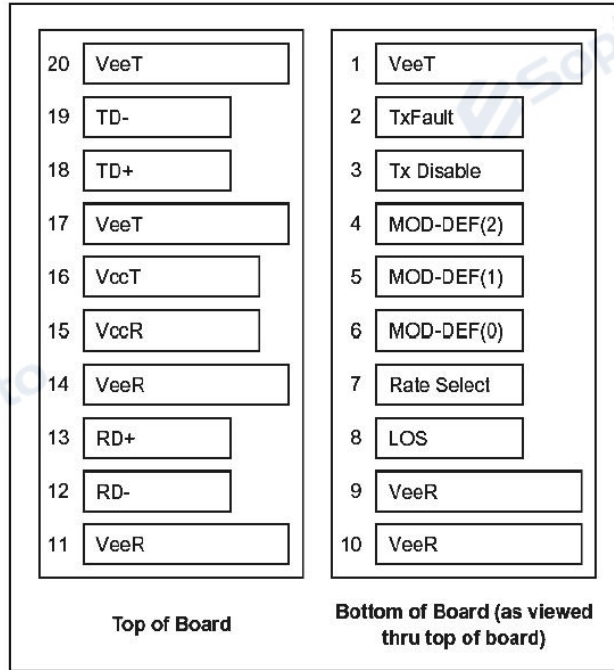 20 VeeT
19 TD-
18 TD+
17 VeeT
16 VccT
15 VccR
14 VeeR
13 RD+
12 RD-
11 VeeR
Top of Board
1 VeeT
2 TxFault
3 Tx Disable
4 MOD-DEF(2)
5 MOD-DEF(1)
6 MOD-DEF(0)
7 Rate Select
8 LOS
9 VeeR
10 VeeR
Bottom of Board (as viewed
thru top of board)